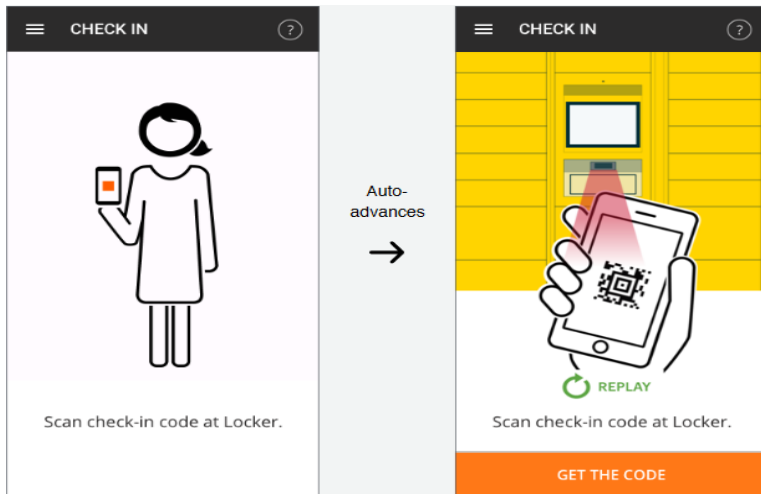 CHECK IN
?
Scan check-in code at Locker.
Auto-
advances
CHECK IN
?
REPLAY
Scan check-in code at Locker.
GET THE CODE